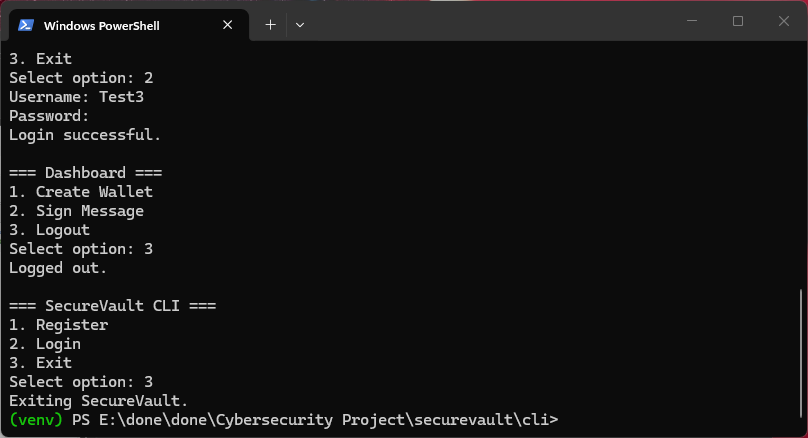 Windows PowerShell
3. Exit
Select option: 2
Username: Test3
Password:
Login successful.
=== Dashboard ===
1. Create Wallet
2. Sign Message
3. Logout
Select option: 3
Logged out.
=== SecureVault CLI ===
1. Register
2. Login
3. Exit
Select option: 3
Exiting SecureVault.
(venv) PS E:\done\done\Cybersecurity Project\securevault\cli>